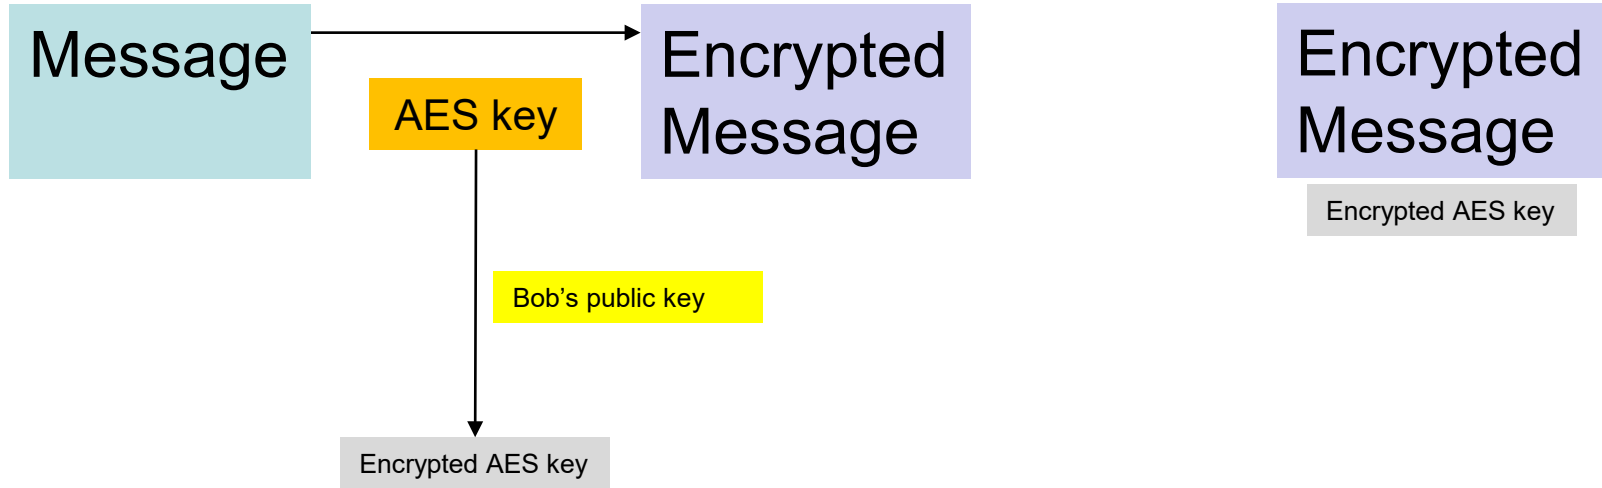 Message
AES key
Encrypted
Message
Bob’s public key
Encrypted AES key
Encrypted
Message
Encrypted AES key